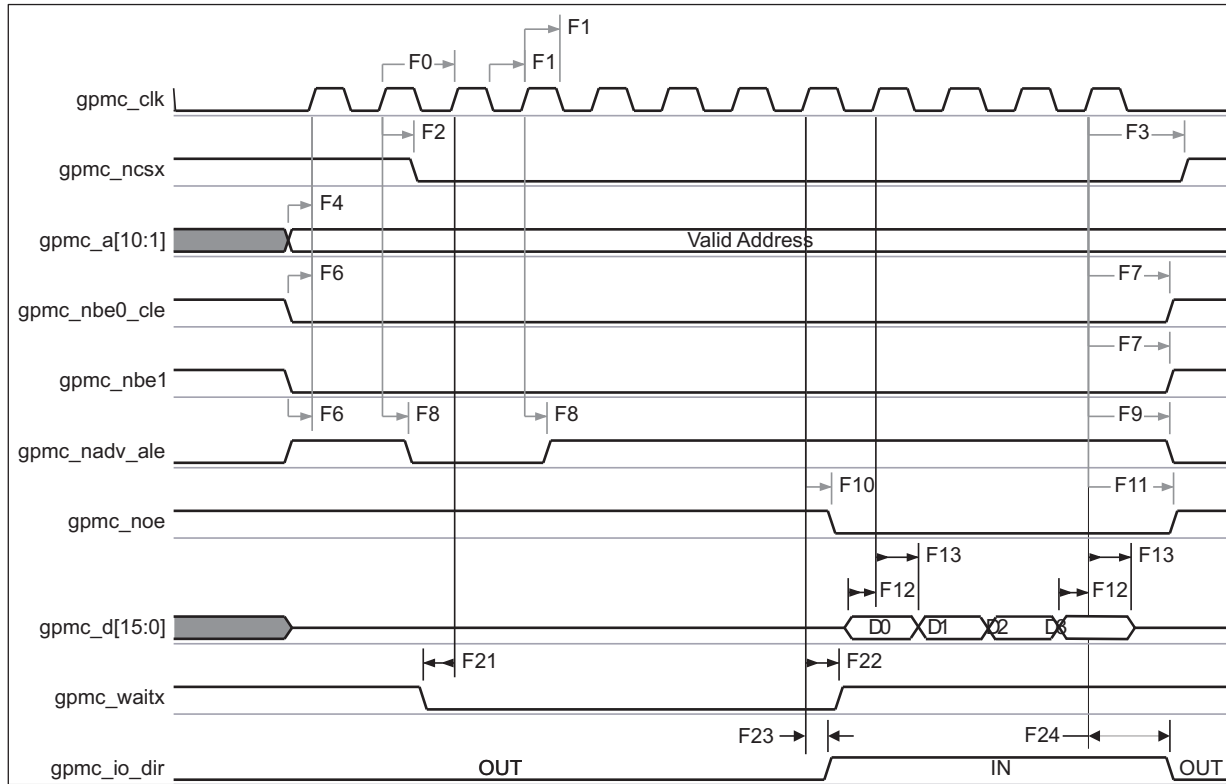 F1
F0
F1
gpmc_clk
F2
F3
gpmc_ncsx
F4
gpmc_a[10:1]
Valid Address
F6
F7
gpmc_nbe0_cle
F7
gpmc_nbe1
F6
F8
F8
F9
gpmc_nadv_ale
F10
F11
gpmc_noe
F13
F13
F12
F12
gpmc_d[15:0]
D0
D1
D2
D3
F21
F22
gpmc_waitx
F23
F24
gpmc_io_dir
OUT
IN
OUT